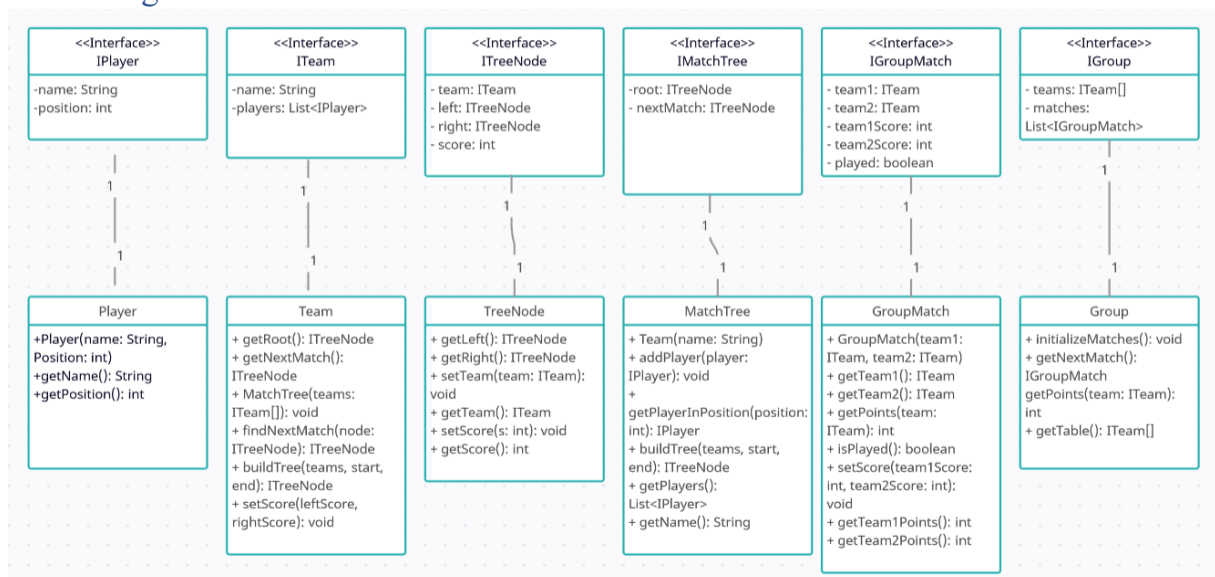 <<Interface>>
IPlayer
-name: String
-position: int
<<Interface>>
ITeam
-name: String
-players: List<IPlayer>
<<Interface>>
ITreeNode
- team: ITeam
- left: ITreeNode
- right: ITreeNode
- score: int
<<Interface>>
IMatchTree
-root: ITreeNode
- nextMatch: ITreeNode
<<Interface>>
IGroupMatch
- team1: ITeam
- team2: ITeam
- team1Score: int
- team2Score: int
- played: boolean
<<Interface>>
IGroup
- teams: ITeam[]
- matches:
List<IGroupMatch>
1
1
1
1
1
1
1
1
1
1
1
1
Player
+Player(name: String,
Position: int)
+getName(): String
+getPosition(): int
Team
+ getRoot(): ITreeNode
+ getNextMatch():
ITreeNode
+ MatchTree(teams:
ITeam[]): void
+ findNextMatch(node:
ITreeNode): ITreeNode
+ buildTree(teams, start,
end): ITreeNode
+ setScore(leftScore,
rightScore): void
TreeNode
+ getLeft(): ITreeNode
+ getRight(): ITreeNode
+ setTeam(team: ITeam):
void
+ getTeam(): ITeam
+ setScore(s: int): void
+ getScore(): int
MatchTree
+ Team(name: String)
+ addPlayer(player:
IPlayer): void
+
getPlayerInPosition(position:
int): IPlayer
+ buildTree(teams, start,
end): ITreeNode
+ getPlayers():
List<IPlayer>
+ getName(): String
GroupMatch
+ GroupMatch(team1:
ITeam, team2: ITeam)
+ getTeam1(): ITeam
+ getTeam2(): ITeam
+ getPoints(team:
ITeam): int
+ isPlayed(): boolean
+ setScore(team1Score:
int, team2Score: int):
void
+ getTeam1Points(): int
+ getTeam2Points(): int
Group
+ initializeMatches(): void
+ getNextMatch():
IGroupMatch
getPoints(team: ITeam):
int
+ getTable(): ITeam[]